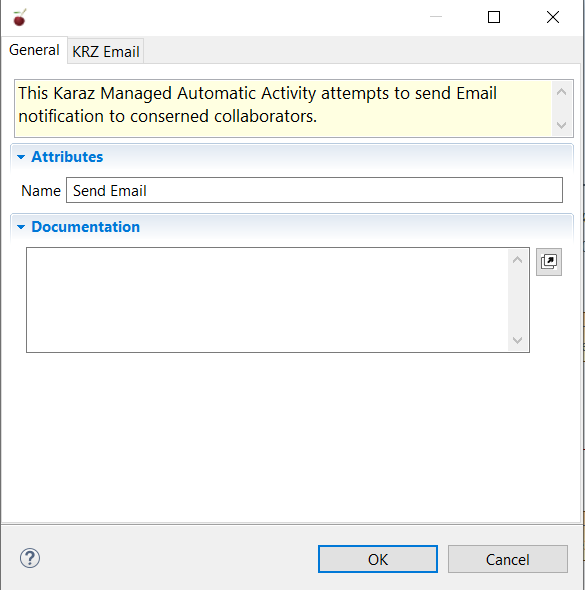 General
KRZ Email
This Karaz Managed Automatic Activity attempts to send Email
notification to conserned collaborators.
Attributes
Name Send Email
Documentation
?
OK
Cancel